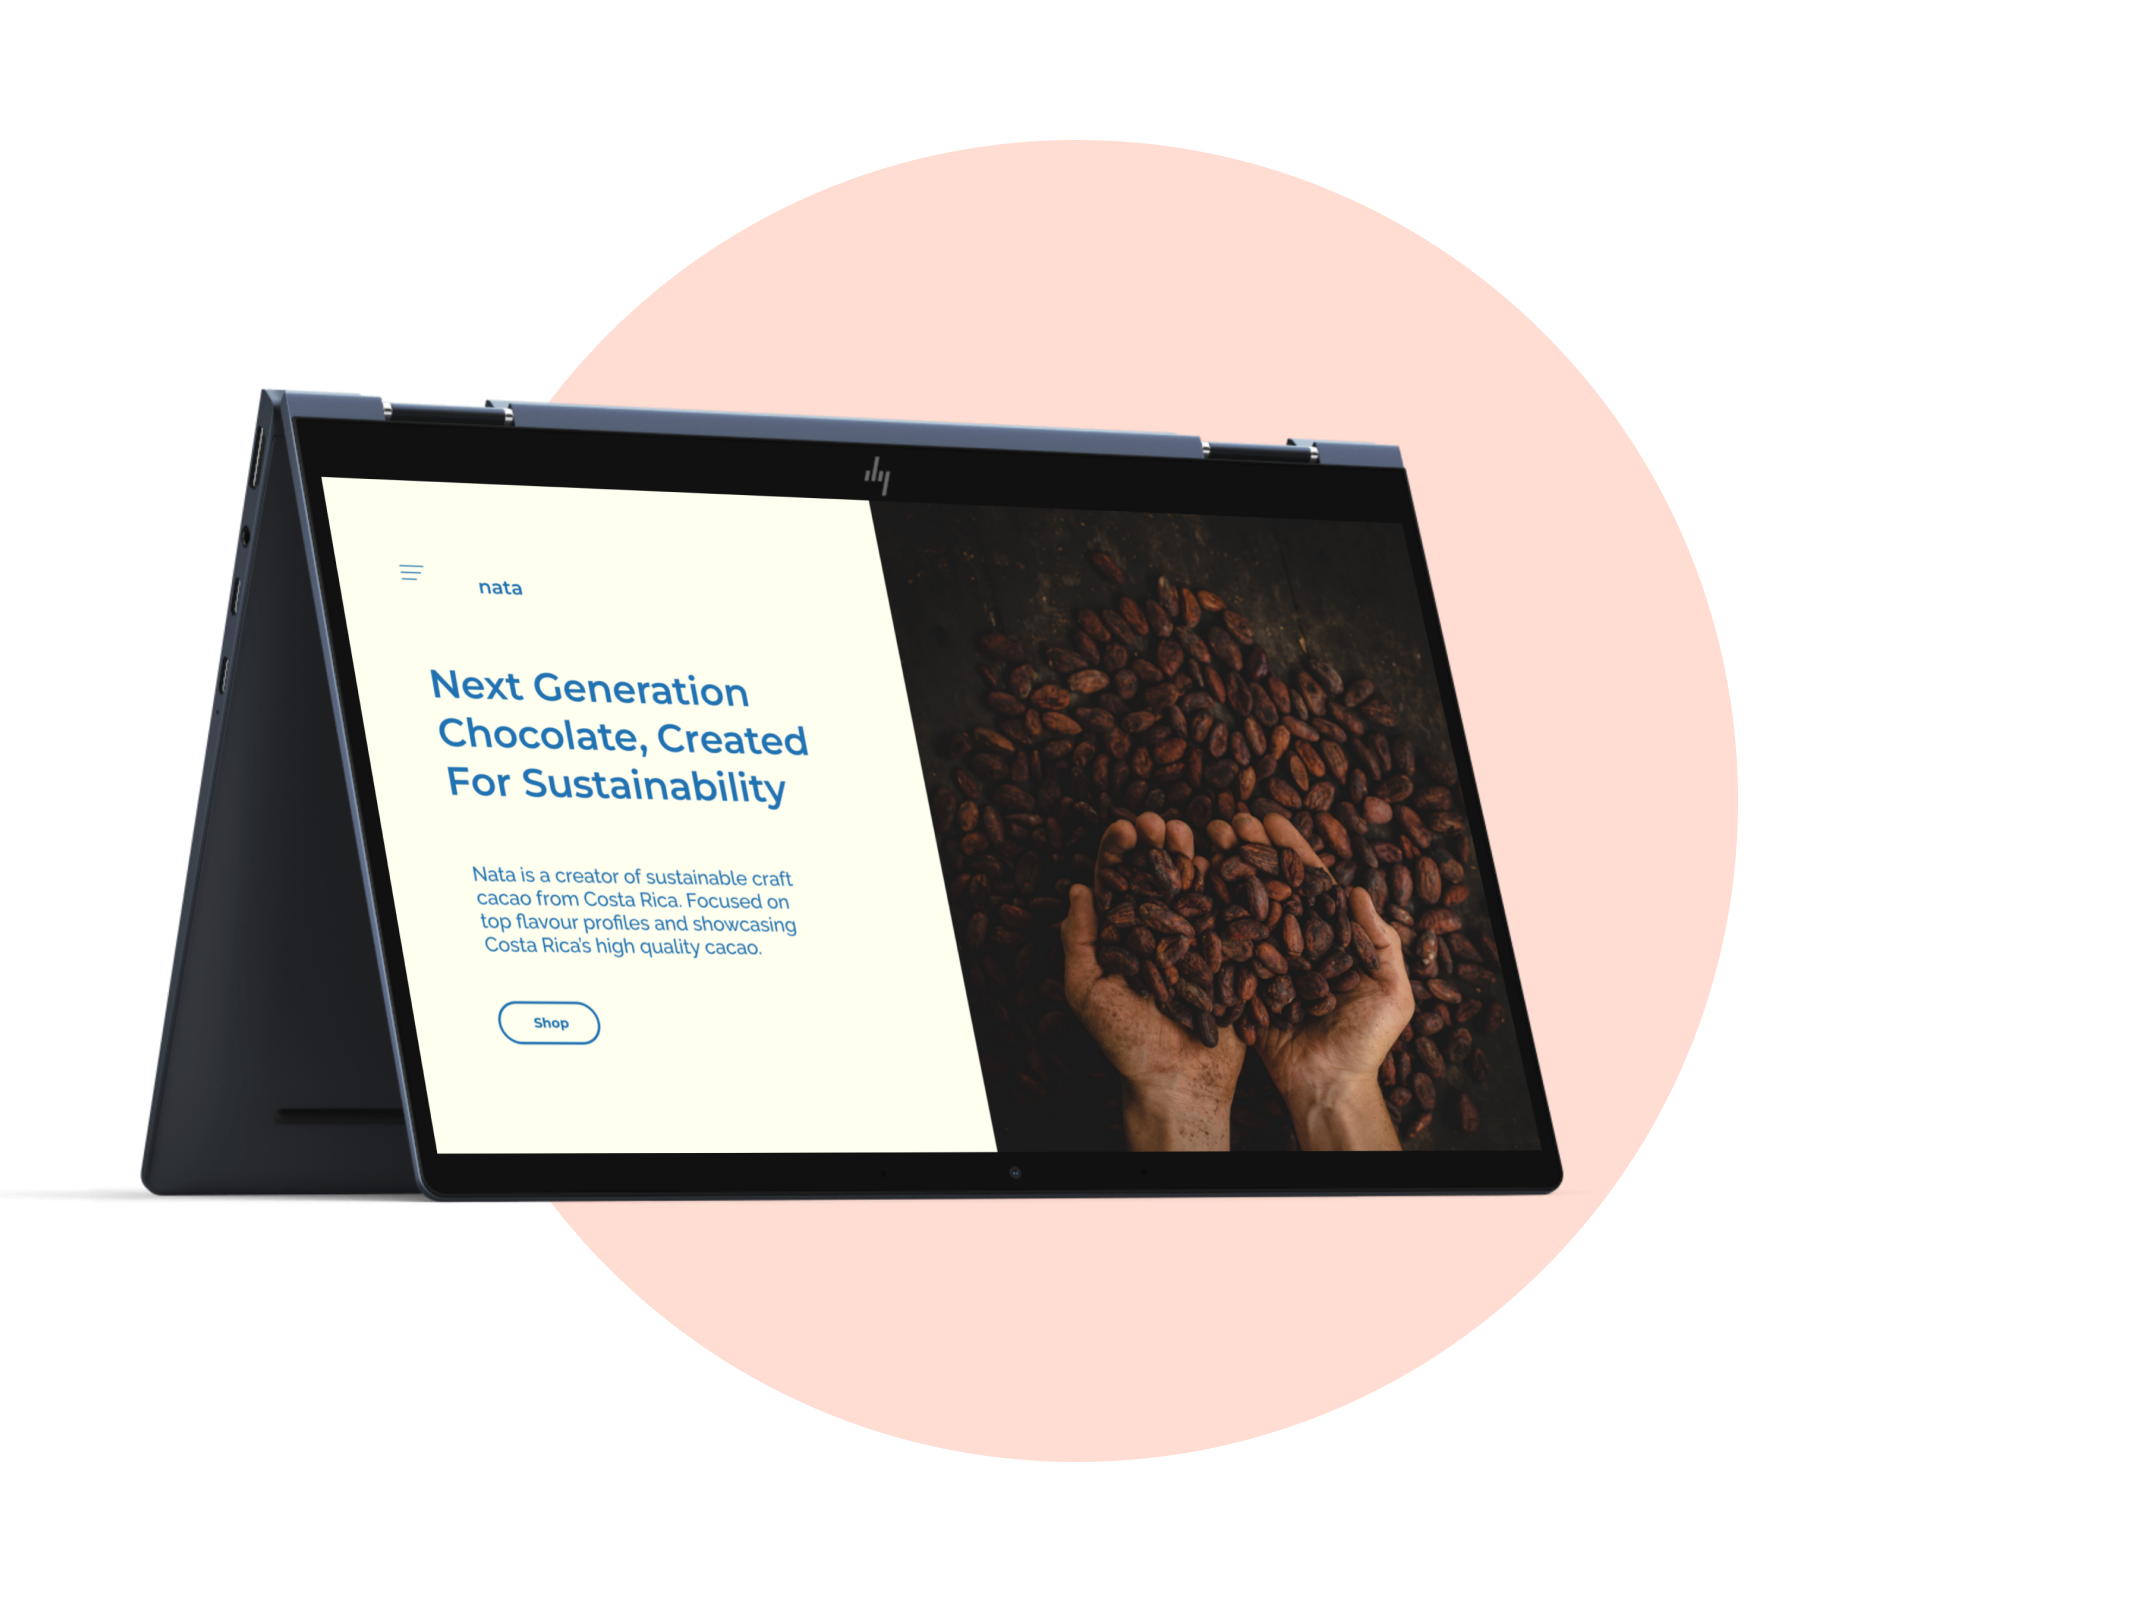 nata
Next Generation
Chocolate, Created
For Sustainability
Nata is a creator of sustainable craft
cacao from Costa Rica. Focused on
top flavour profiles and showcasing
Costa Rica's high quality cacao.
Shop
hp